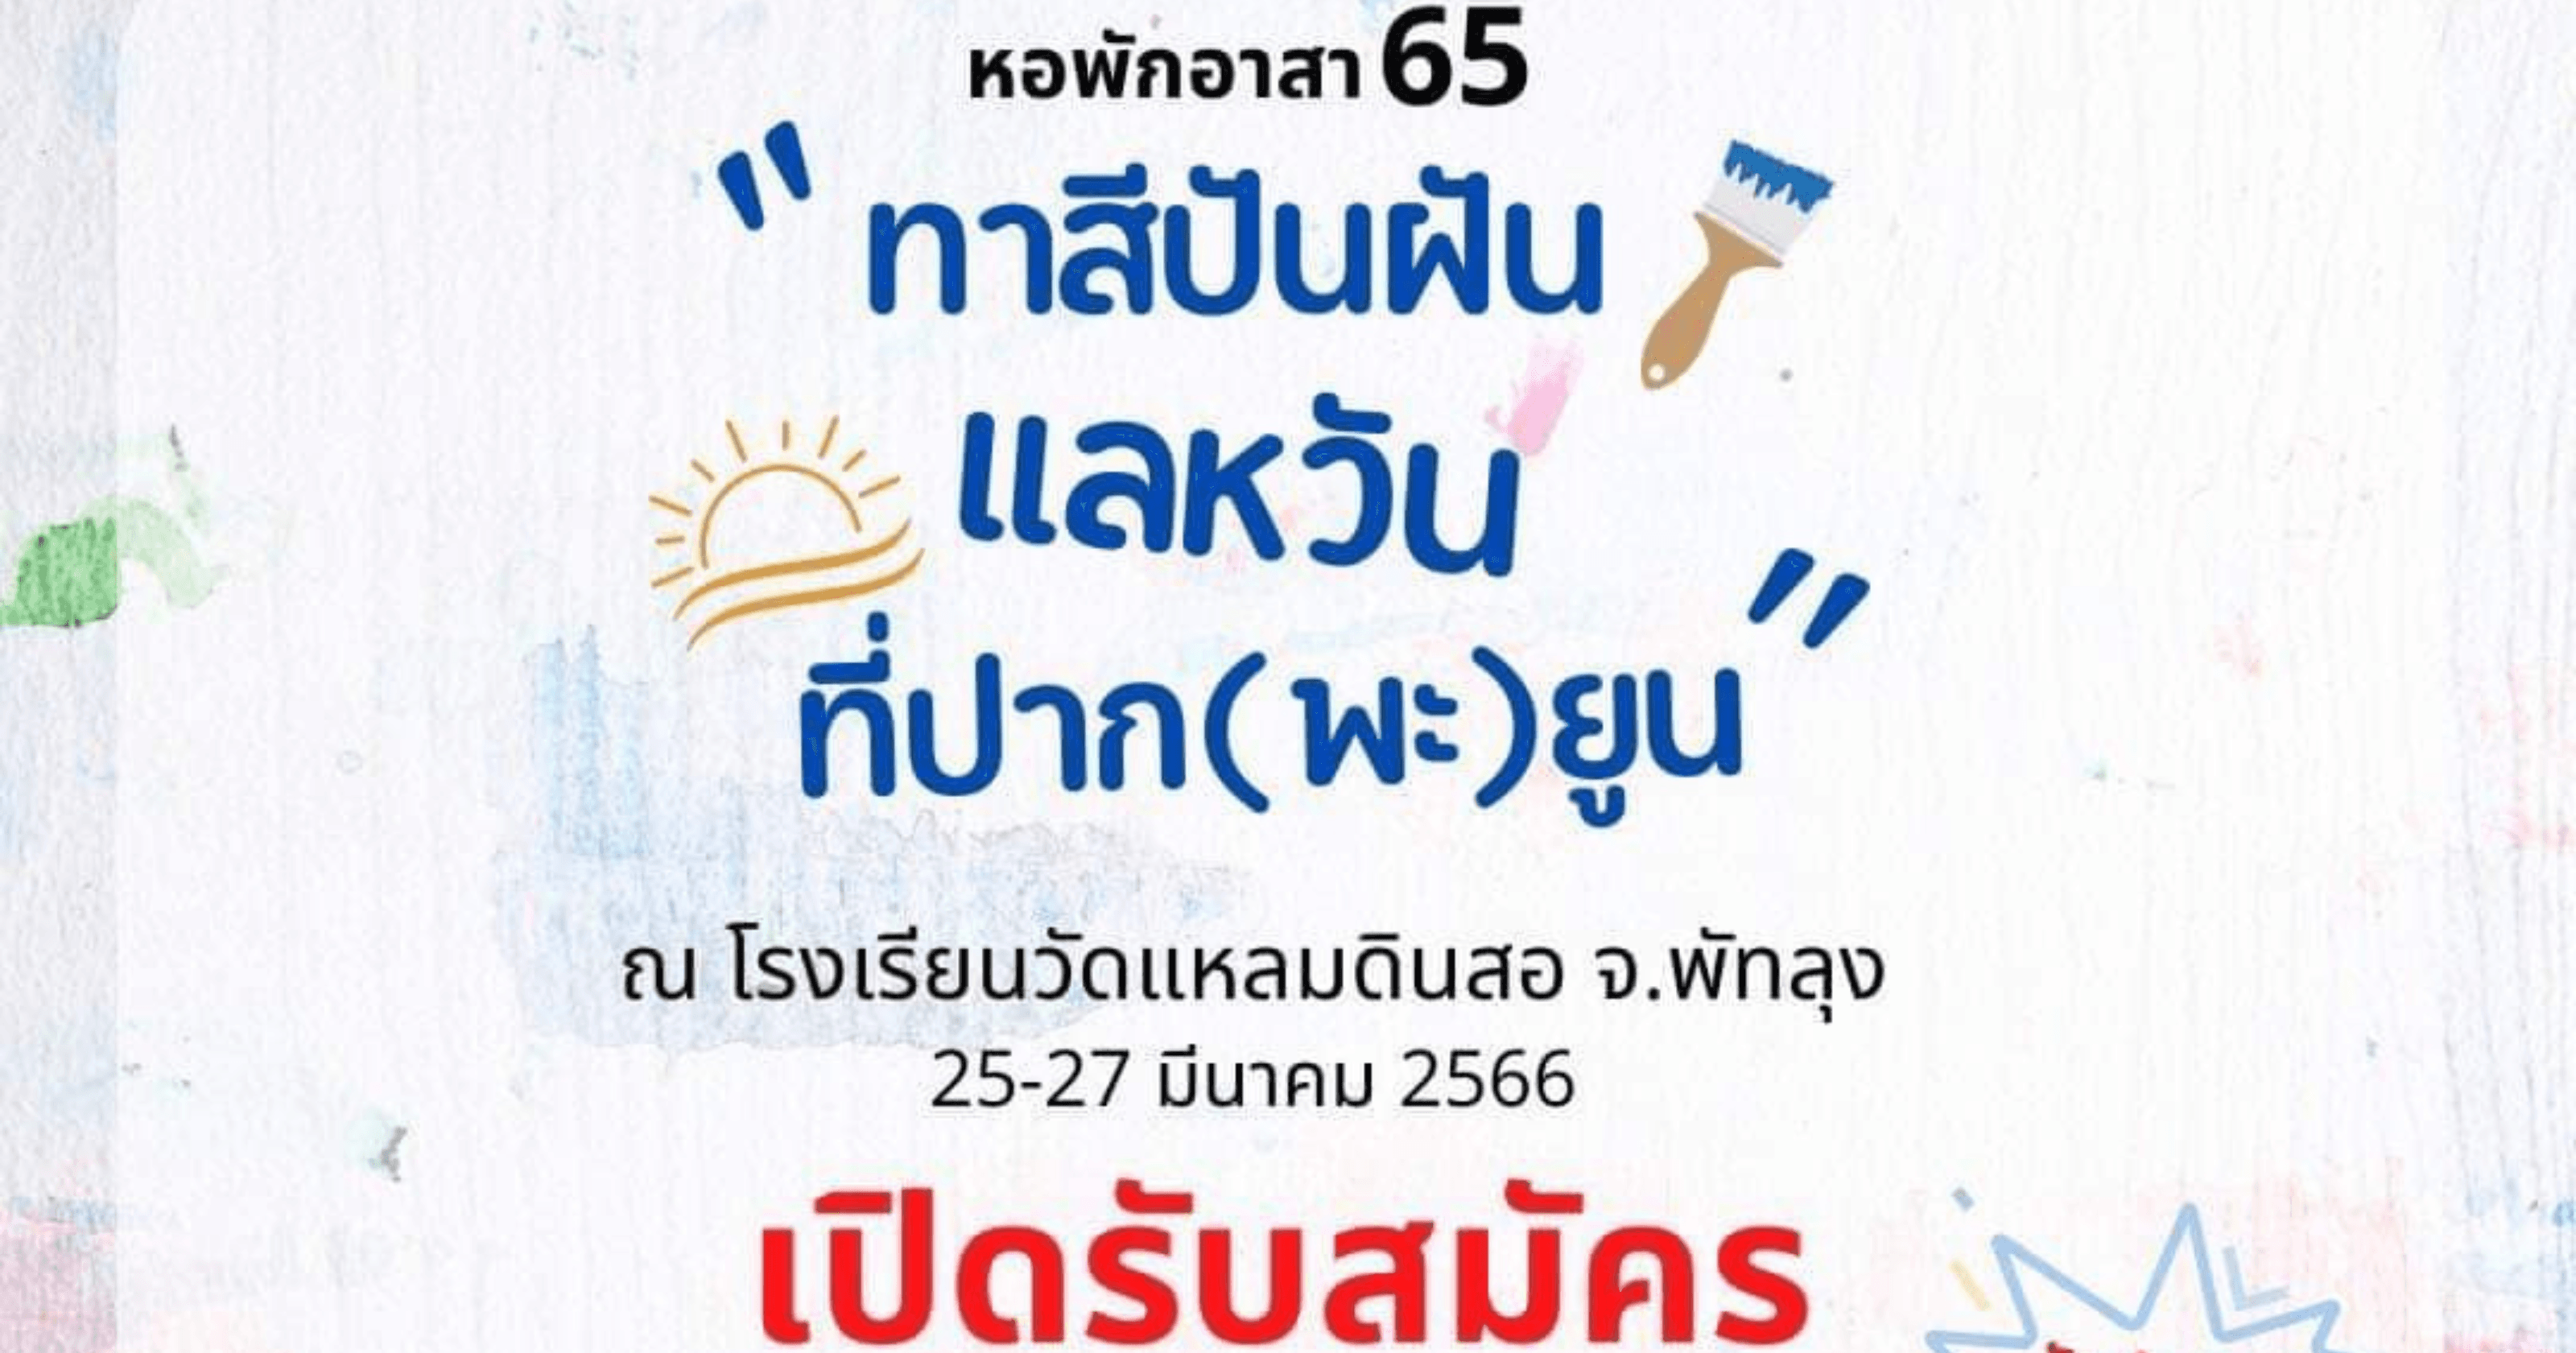 หอพักอาสา 65
" ทาสีปันฝัน
แลหวัน
ที่ปาก(พะ)ยูน "
ณ โรงเรียนวัดแหลมดินสอ จ.พัทลุง
25-27 มีนาคม 2566
เปิดรับสมัคร